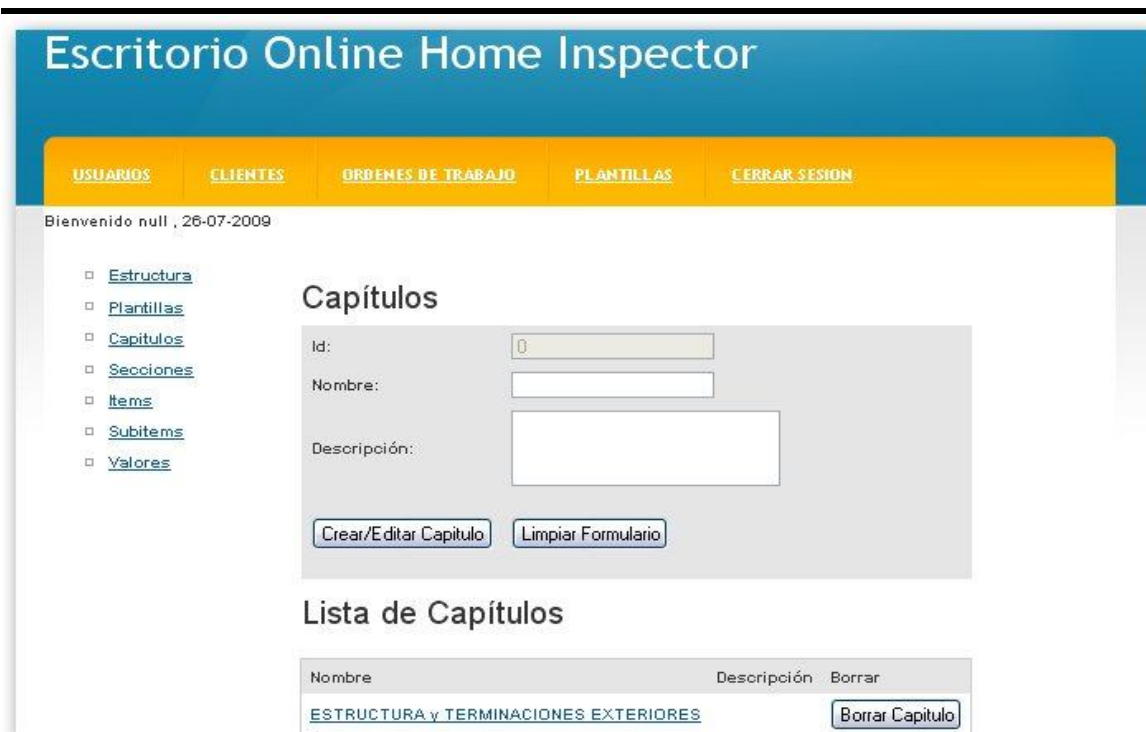 Escritorio Online Home Inspector
USUARIOS CLIENTES ORDENES DE TRABAJO PLANTILLAS CERRAR SESION
Bienvenido null , 26-07-2009
Estructura
Plantillas
Capitulos
Secciones
Items
Subitems
Valores
Capítulos
Id: 0
Nombre:
Descripción:
Crear/Editar Capitulo Limpiar Formulario
Lista de Capítulos
Nombre Descripción Borrar
ESTRUCTURA y TERMINACIONES EXTERIORES Borrar Capitulo